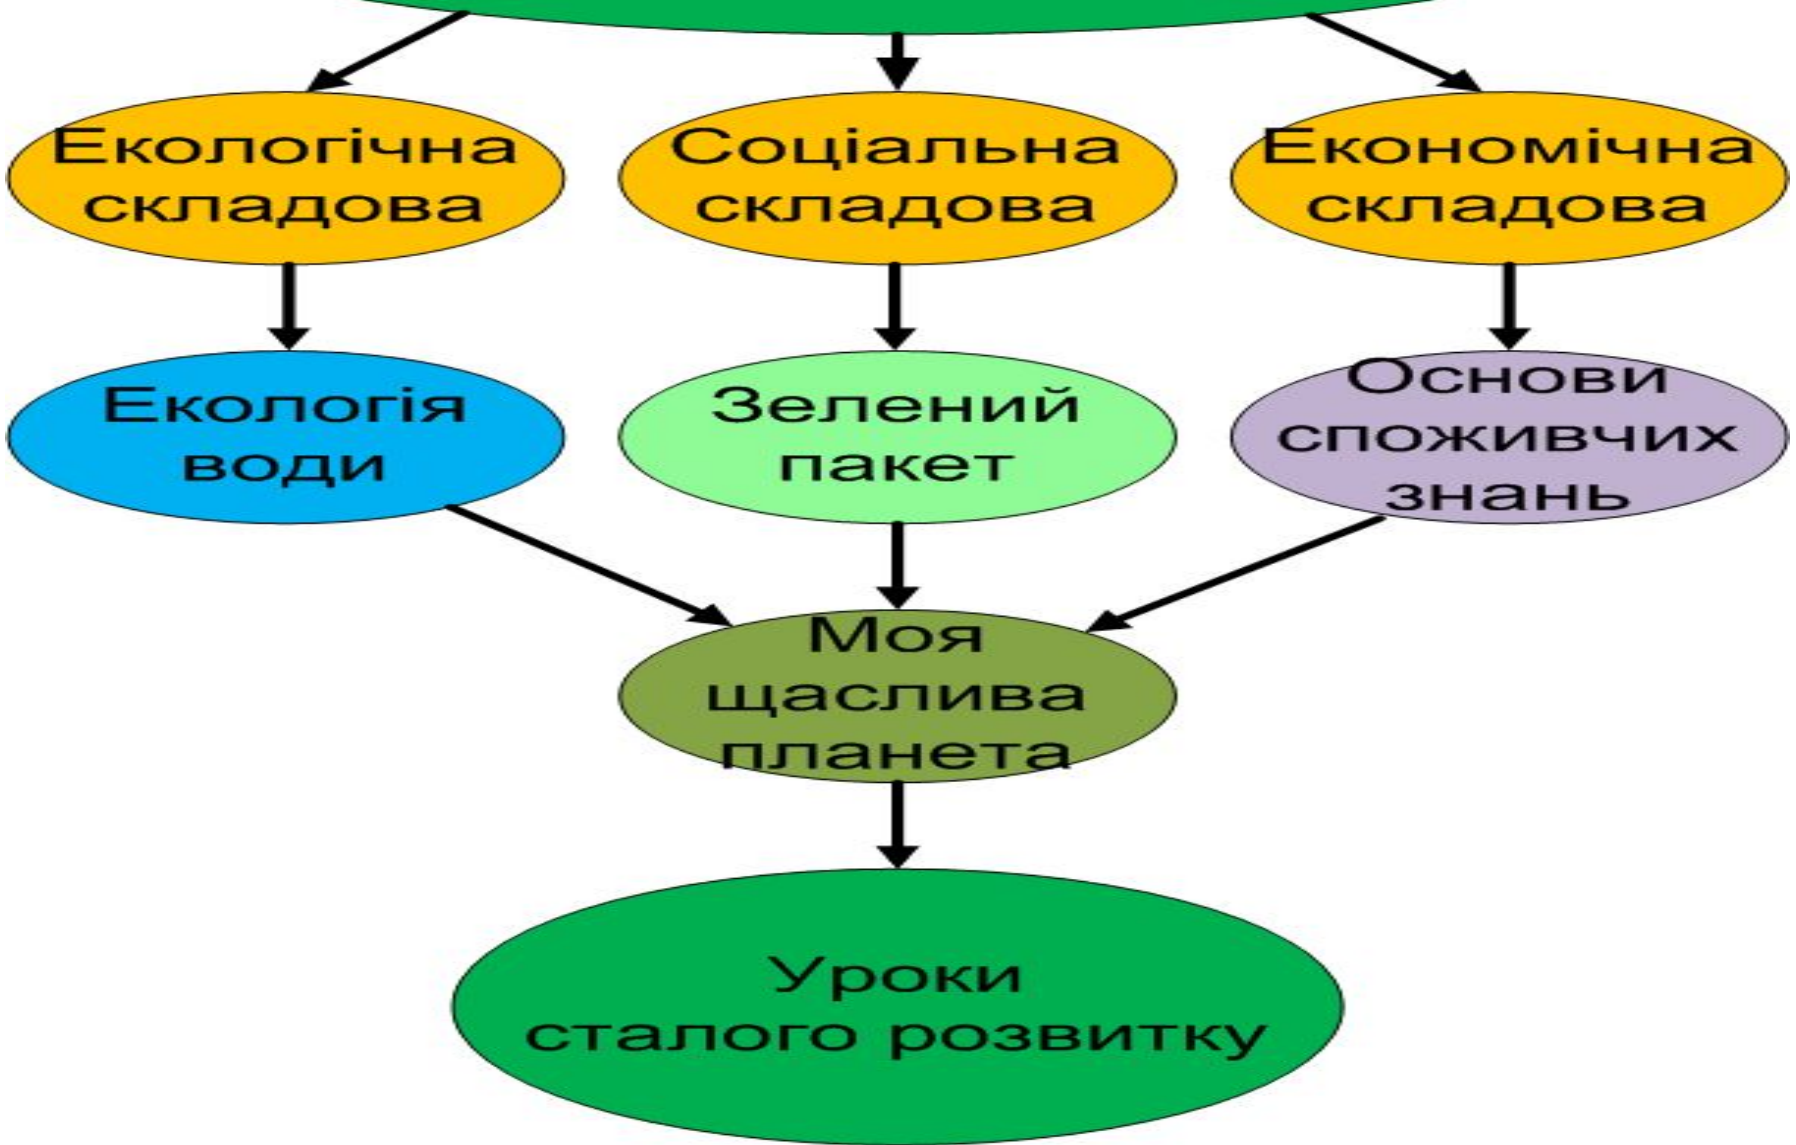 Екологічна
складова
Соціальна
складова
Економічна
складова
Екологія
води
Зелений
пакет
Основи
споживчих
знань
Моя
щаслива
планета
Уроки
сталого розвитку